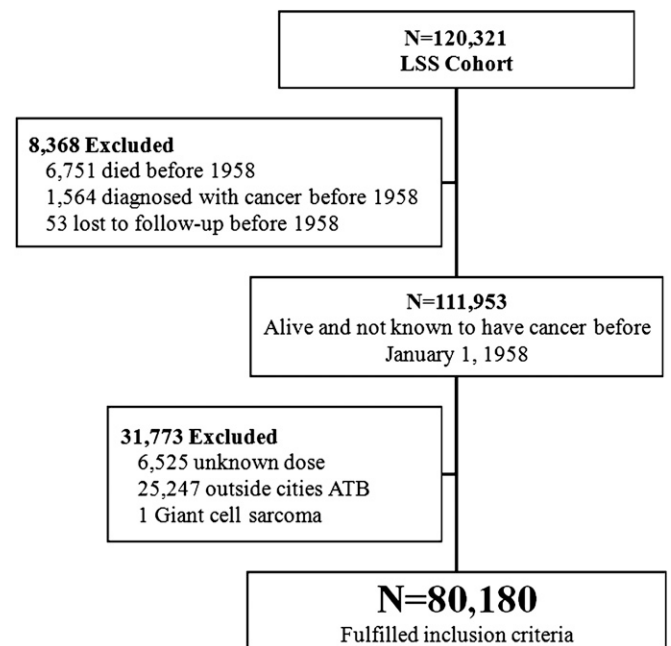 N=120,321
LSS Cohort
8,368 Excluded
6,751 died before 1958
1,564 diagnosed with cancer before 1958
53 lost to follow-up before 1958
N=111,953
Alive and not known to have cancer before
January 1, 1958
31,773 Excluded
6,525 unknown dose
25,247 outside cities ATB
1 Giant cell sarcoma
N=80,180
Fulfilled inclusion criteria